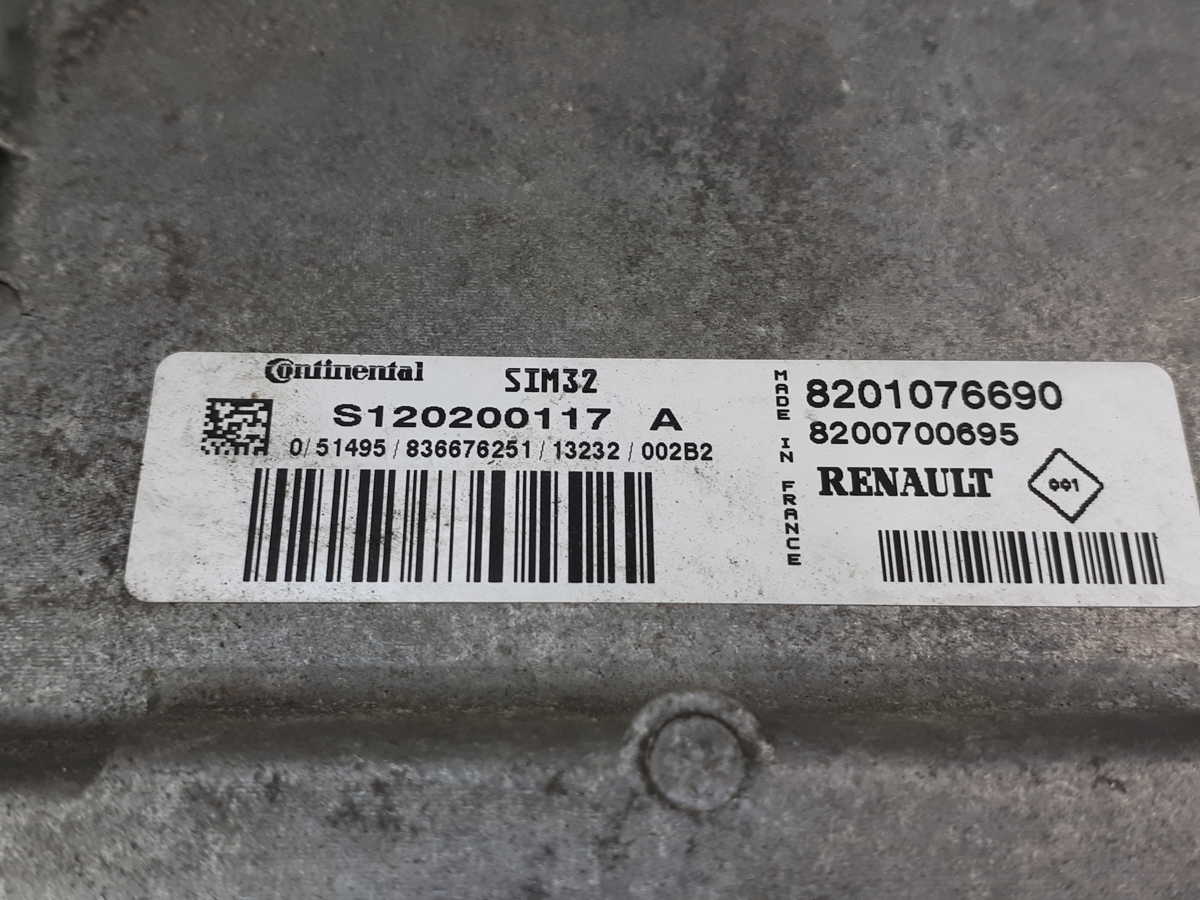 Continental
SIM32
S120200117 A
0/51495/836676251/13232/002B2
MADE IN FRANCE
8201076690
8200700695
RENAULT
001